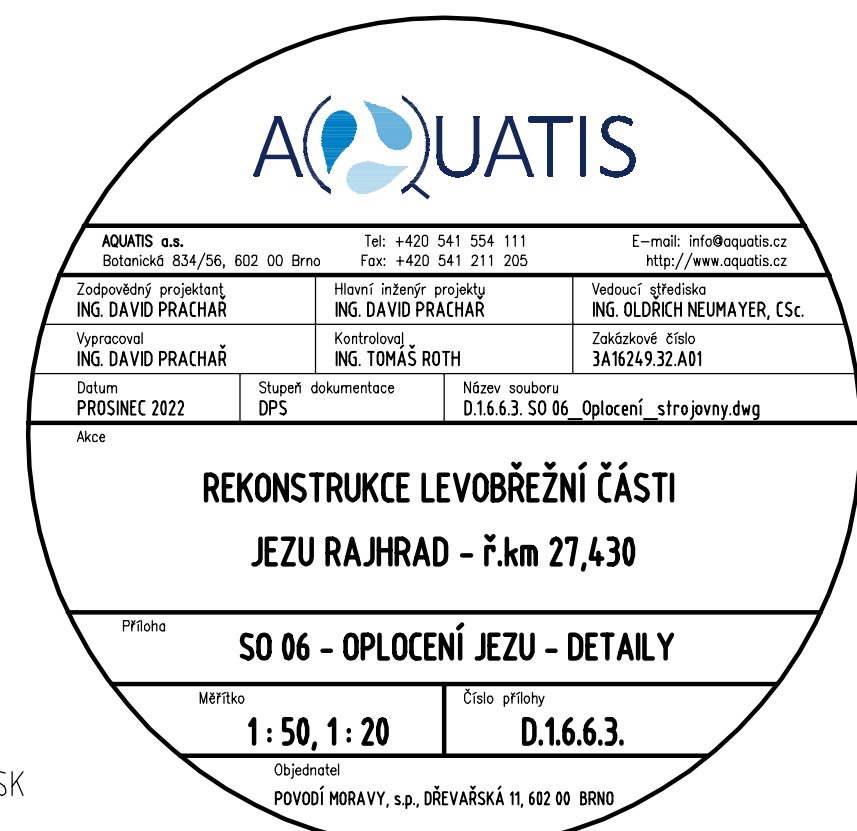 AQUATIS
AQUATIS a.s. Tel: +420 541 554 111 E-mail: info@aquatis.cz
Botanická 834/56, 602 00 Brno Fax: +420 541 211 205 http://www.aquatis.cz
Zodpovědný projektant Hlavní inženýr projektu Vedoucí střediska
ING. DAVID PRACHAŘ ING. DAVID PRACHAŘ ING. OLDŘICH NEUMAYER, CSc.
Vypracoval Kontroloval Zakázkové číslo
ING. DAVID PRACHAŘ ING. TOMÁŠ ROTH 3A16249.32.A01
Datum Stupeň dokumentace Název souboru
PROSINEC 2022 DPS D.1.6.6.3. SO 06_Oplocení_strojovny.dwg
Akce
REKONSTRUKCE LEVOBŘEŽNÍ ČÁSTI
JEZU RAJHRAD - ř.km 27,430
Příloha
SO 06 - OPLOCENÍ JEZU - DETAILY
Měřítko Číslo přílohy
1 : 50, 1 : 20 D.1.6.6.3.
Objednatel
POVODÍ MORAVY, s.p., DŘEVAŘSKÁ 11, 602 00 BRNO
SK